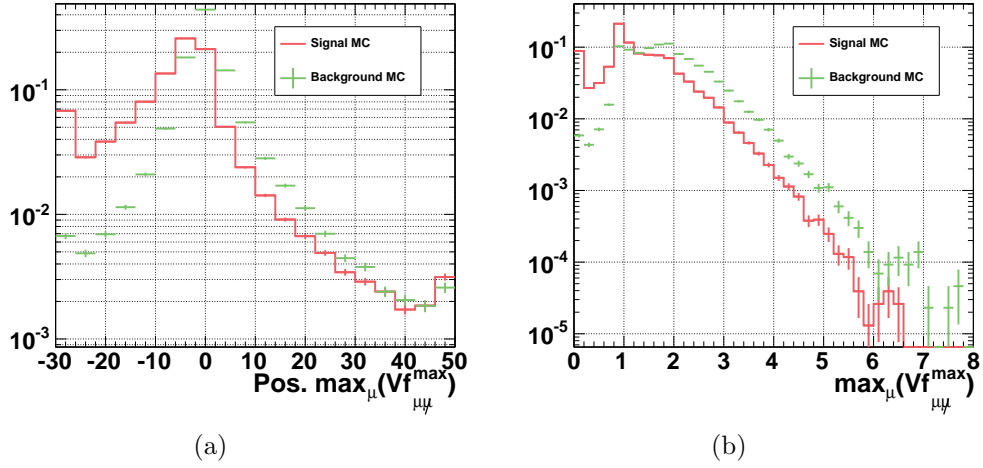 Signal MC
Background MC
10⁻¹
10⁻²
10⁻³
-30 -20 -10 0 10 20 30 40 50
Pos. max_μ(Vf^max_μμ̸)
(a)
Signal MC
Background MC
10⁻¹
10⁻²
10⁻³
10⁻⁴
10⁻⁵
0 1 2 3 4 5 6 7 8
max_μ(Vf^max_μμ̸)
(b)